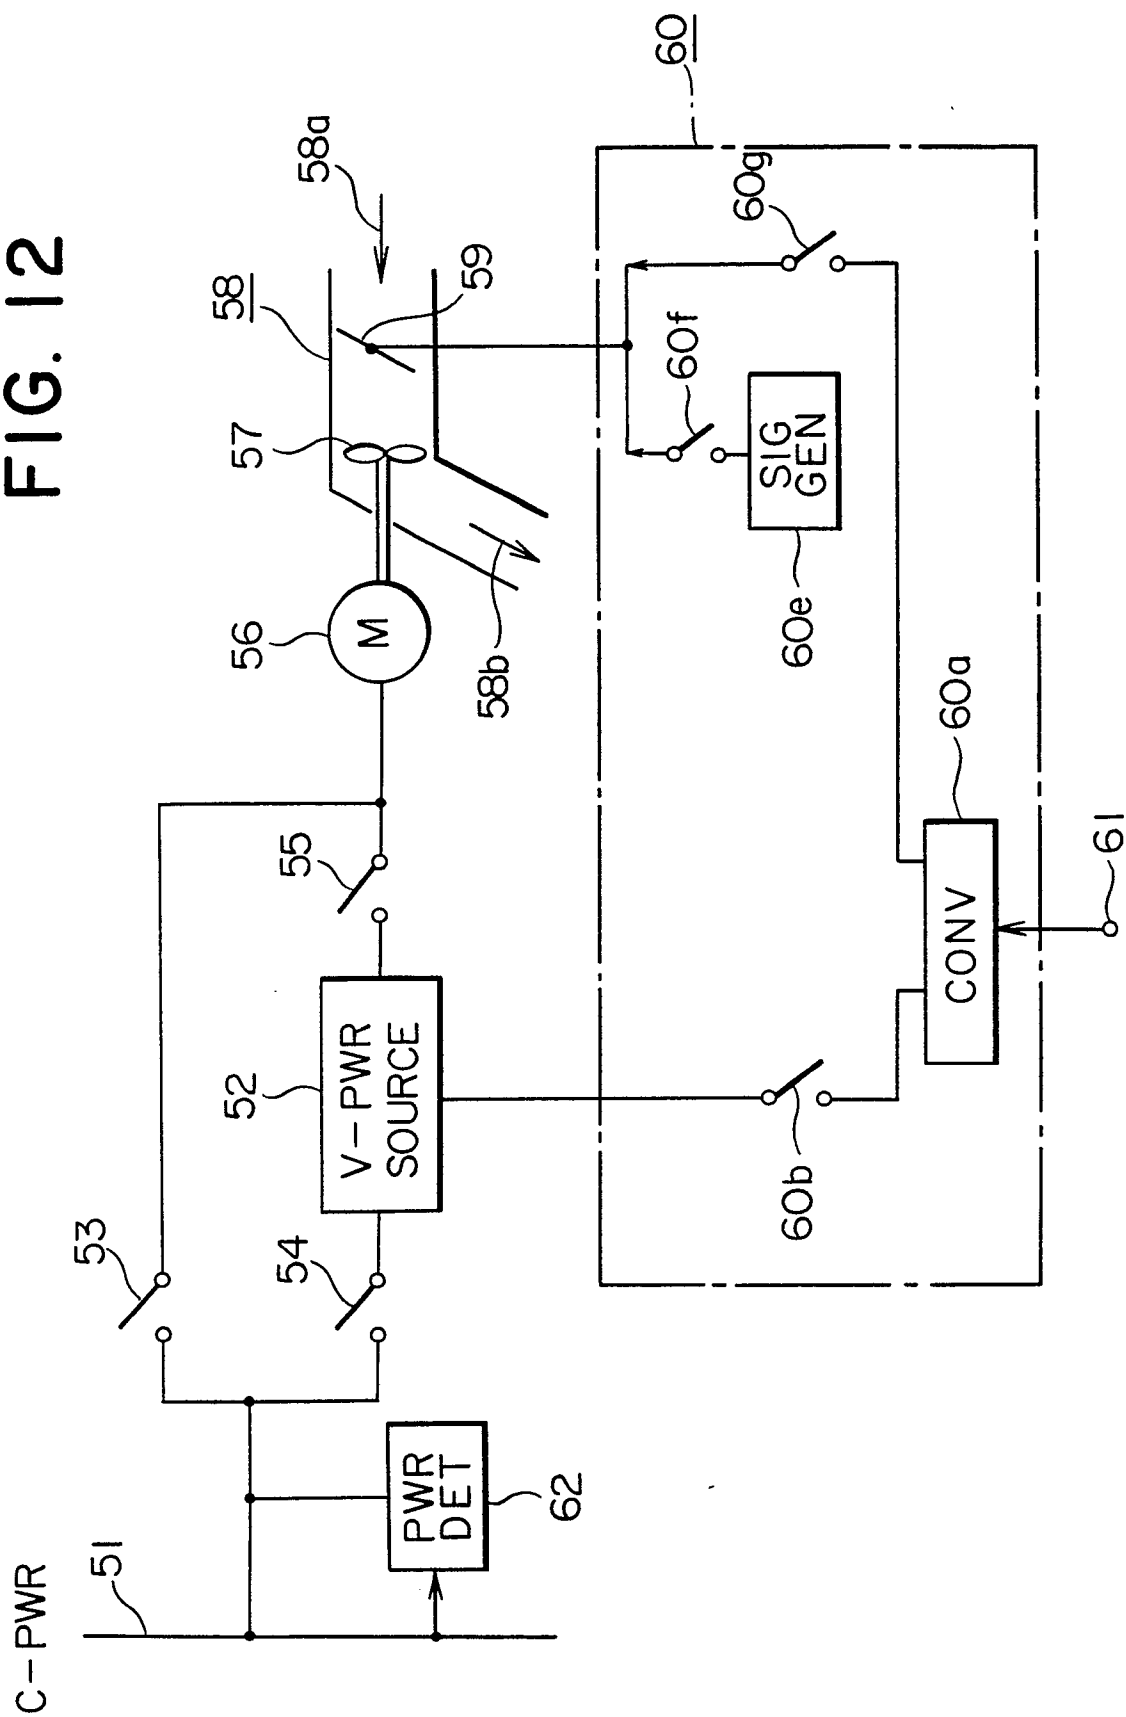 FIG. 12
C-PWR
51
53
54
PWR
DET
62
52
V-PWR
SOURCE
55
56
M
57
58
58a
59
58b
60
60g
60f
SIG
GEN
60e
60a
CONV
60b
61